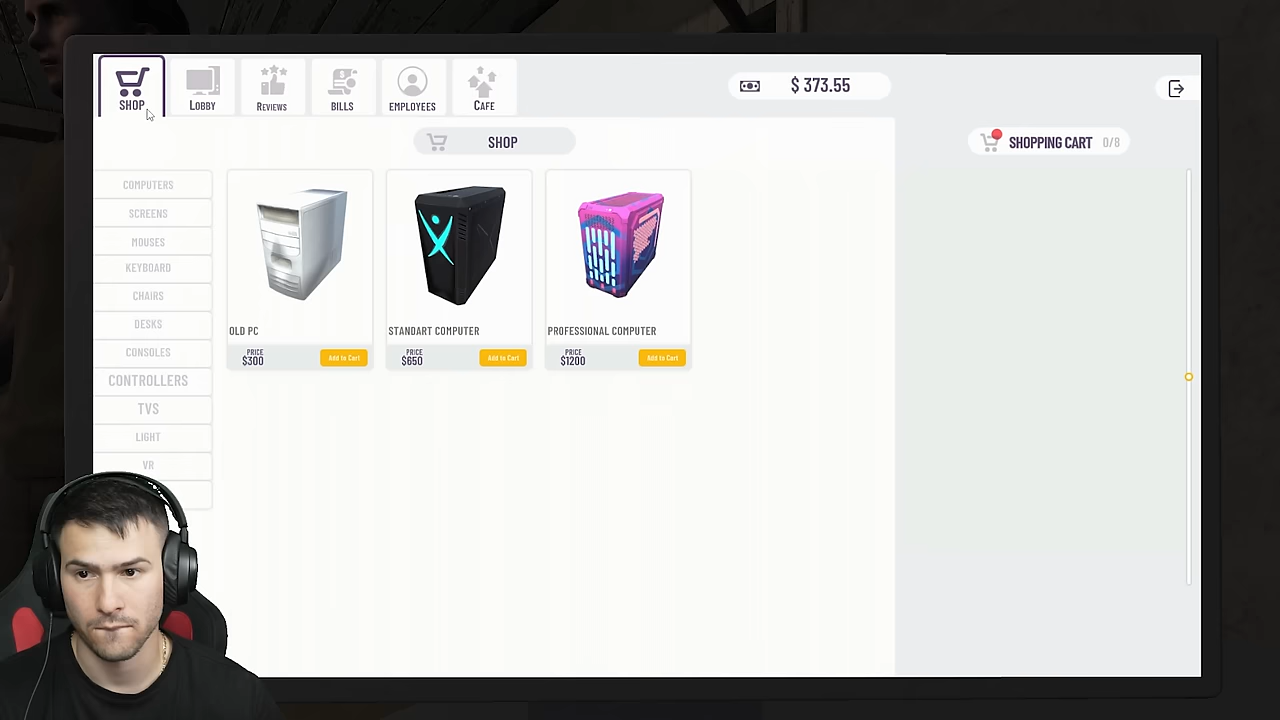 SHOP
LOBBY
REVIEWS
BILLS
EMPLOYEES
CAFE
$ 373.55
SHOP
SHOPPING CART 0/8
COMPUTERS
SCREENS
MOUSES
KEYBOARD
CHAIRS
DESKS
CONSOLES
CONTROLLERS
TVS
LIGHT
VR
OLD PC
PRICE
$300
Add to Cart
STANDART COMPUTER
PRICE
$650
Add to Cart
PROFESSIONAL COMPUTER
PRICE
$1200
Add to Cart